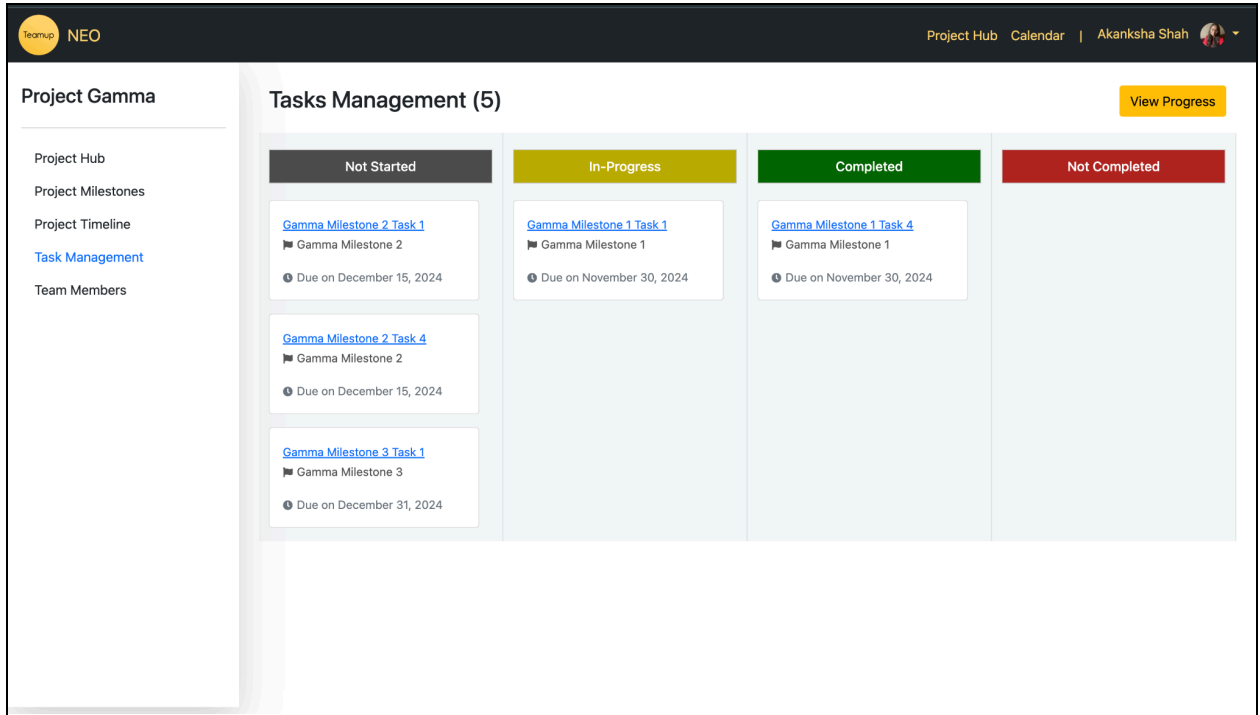 Teamup NEO
Project Hub Calendar | Akanksha Shah
Project Gamma
Project Hub
Project Milestones
Project Timeline
Task Management
Team Members
Tasks Management (5)
View Progress
Not Started
Gamma Milestone 2 Task 1
Gamma Milestone 2
Due on December 15, 2024
Gamma Milestone 2 Task 4
Gamma Milestone 2
Due on December 15, 2024
Gamma Milestone 3 Task 1
Gamma Milestone 3
Due on December 31, 2024
In-Progress
Gamma Milestone 1 Task 1
Gamma Milestone 1
Due on November 30, 2024
Completed
Gamma Milestone 1 Task 4
Gamma Milestone 1
Due on November 30, 2024
Not Completed